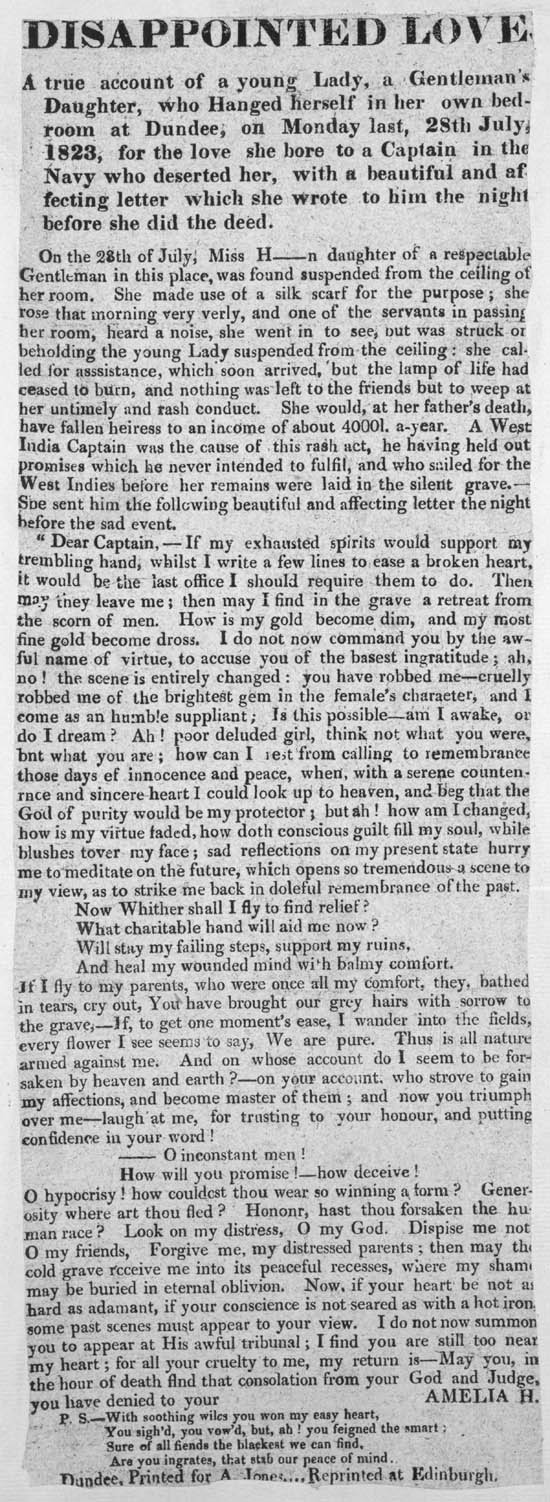 DISAPPOINTED LOVE.
A true account of a young Lady, a Gentleman's
Daughter, who Hanged herself in her own bed-
room at Dundee, on Monday last, 28th July,
1823, for the love she bore to a Captain in the
Navy who deserted her, with a beautiful and af
fecting letter which she wrote to him the night
before she did the deed.
On the 28th of July, Miss H——n daughter of a respectable
Gentleman in this place, was found suspended from the ceiling of
her room. She made use of a silk scarf for the purpose; she
rose that morning very verly, and one of the servants in passing
her room, heard a noise, she went in to see, but was struck or
beholding the young Lady suspended from the ceiling: she cal-
led for asssistance, which soon arrived, but the lamp of life had
ceased to burn, and nothing was left to the friends but to weep at
her untimely and rash conduct. She would, at her father's death,
have fallen heiress to an income of about 4000l. a-year. A West
India Captain was the cause of this rash act, he having held out
promises which he never intended to fulfil, and who sailed for the
West Indies before her remains were laid in the silent grave.—
She sent him the following beautiful and affecting letter the night
before the sad event.
"Dear Captain,—If my exhausted spirits would support my
trembling hand, whilst I write a few lines to ease a broken heart,
it would be the last office I should require them to do. Then
may they leave me; then may I find in the grave a retreat from
the scorn of men. How is my gold become dim, and my most
fine gold become dross. I do not now command you by the aw-
ful name of virtue, to accuse you of the basest ingratitude; ah,
no! the scene is entirely changed: you have robbed me—cruelly
robbed me of the brightest gem in the female's character, and I
come as an humble suppliant; Is this possible—am I awake, or
do I dream? Ah! poor deluded girl, think not what you were,
bnt what you are; how can I rest from calling to remembrance
those days ef innocence and peace, when, with a serene counten-
rnce and sincere heart I could look up to heaven, and beg that the
God of purity would be my protector; but ah! how am I changed,
how is my virtue faded, how doth conscious guilt fill my soul, while
blushes tover my face; sad reflections on my present state hurry
me to meditate on the future, which opens so tremendous a scene to
my view, as to strike me back in doleful remembrance of the past.
Now Whither shall I fly to find relief?
What charitable hand will aid me now?
Will stay my failing steps, support my ruins,
And heal my wounded mind with balmy comfort.
If I fly to my parents, who were once all my comfort, they, bathed
in tears, cry out, You have brought our grey hairs with sorrow to
the grave,—If, to get one moment's ease, I wander into the fields,
every flower I see seems to say, We are pure. Thus is all nature
armed against me. And on whose account do I seem to be for-
saken by heaven and earth?—on your account, who strove to gain
my affections, and become master of them; and now you triumph
over me—laugh at me, for trusting to your honour, and putting
confidence in your word!
—— O inconstant men!
How will you promise!—how deceive!
O hypocrisy! how couldest thou wear so winning a form? Gener-
osity where art thou fled? Hononr, hast thou forsaken the hu-
man race? Look on my distress, O my God. Dispise me not
O my friends, Forgive me, my distressed parents; then may the
cold grave receive me into its peaceful recesses, where my shame
may be buried in eternal oblivion. Now, if your heart be not as
hard as adamant, if your conscience is not seared as with a hot iron,
some past scenes must appear to your view. I do not now summon
you to appear at His awful tribunal; I find you are still too near
my heart; for all your cruelty to me, my return is—May you, in
the hour of death find that consolation from your God and Judge,
you have denied to your AMELIA H.
P. S.—With soothing wiles you won my easy heart,
You sigh'd, you vow'd, but, ah! you feigned the smart;
Sure of all fiends the blackest we can find,
Are you ingrates, that stab our peace of mind.
Dundee, Printed for A. Jones....Reprinted at Edinburgh.